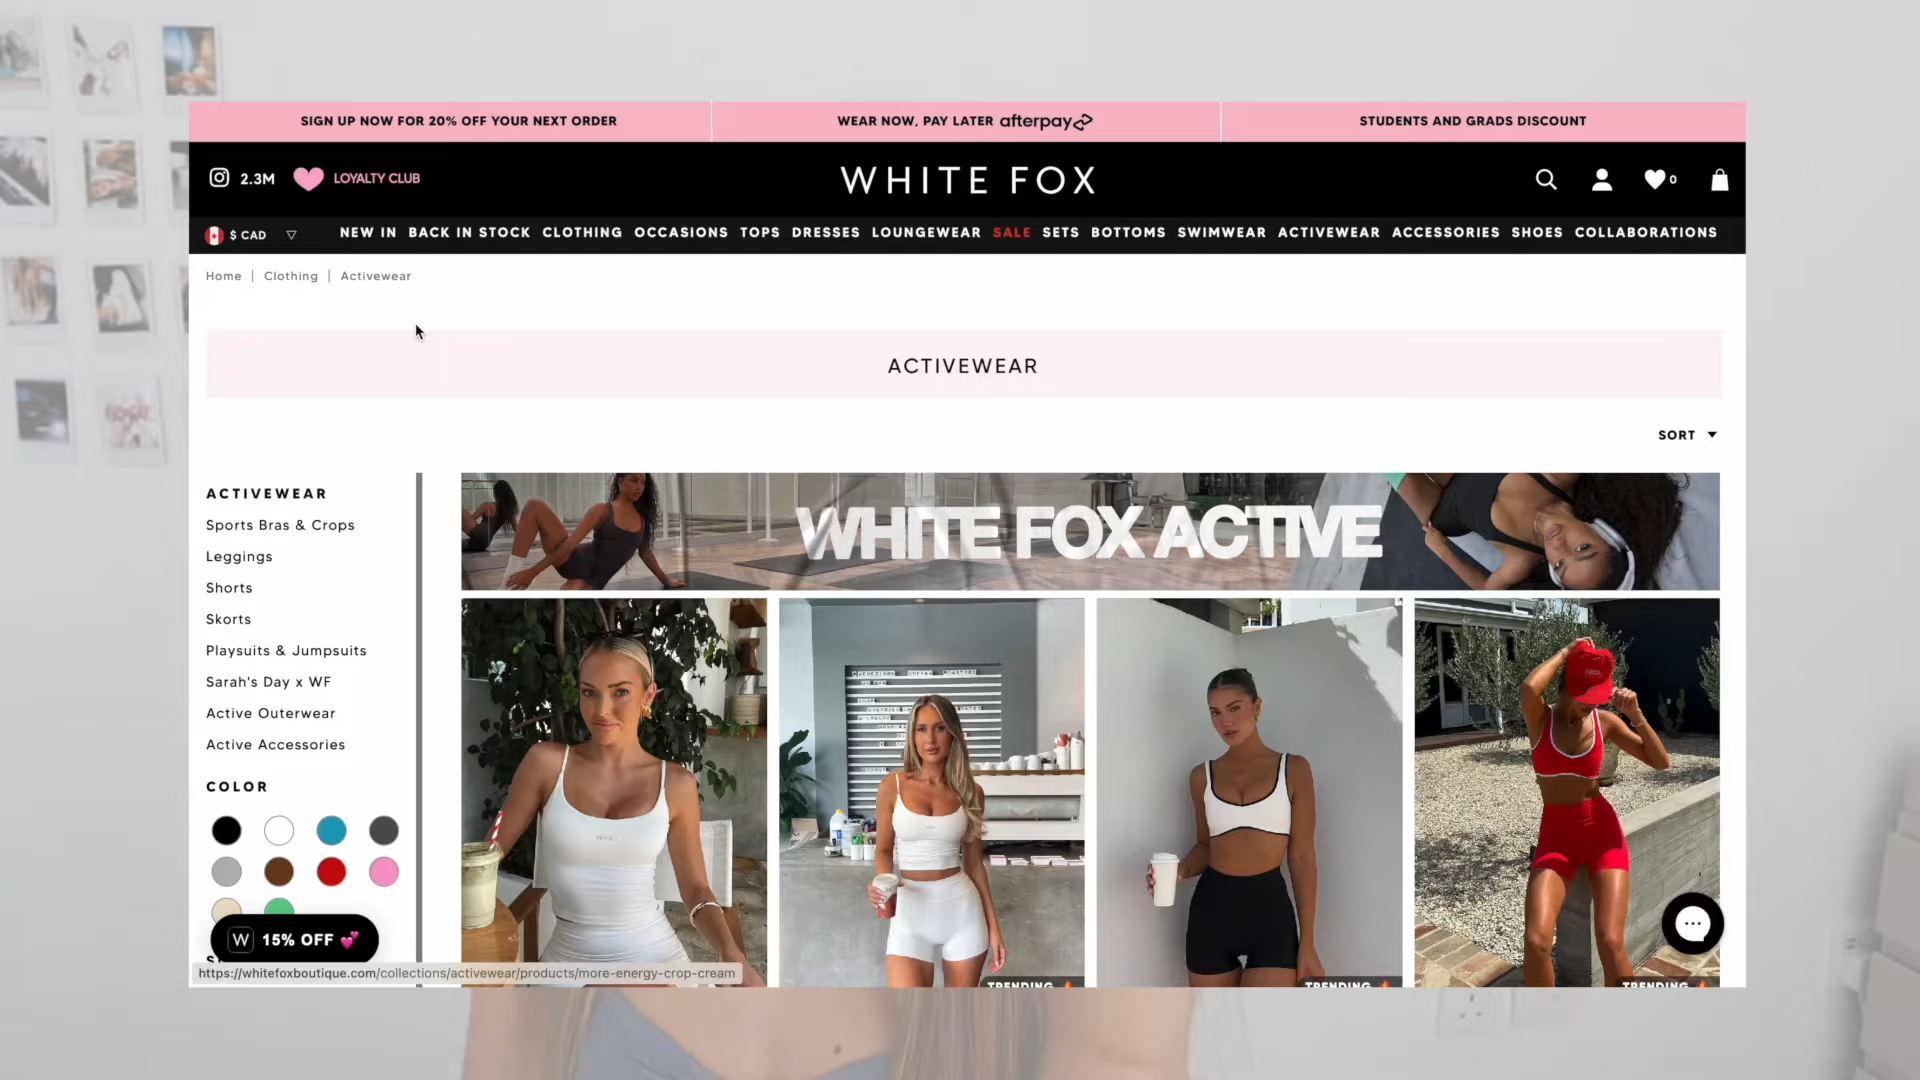 SIGN UP NOW FOR 20% OFF YOUR NEXT ORDER
WEAR NOW, PAY LATER afterpay
STUDENTS AND GRADS DISCOUNT
2.3M LOYALTY CLUB
WHITE FOX
0
$ CAD
NEW IN BACK IN STOCK CLOTHING OCCASIONS TOPS DRESSES LOUNGEWEAR SALE SETS BOTTOMS SWIMWEAR ACTIVEWEAR ACCESSORIES SHOES COLLABORATIONS
Home | Clothing | Activewear
ACTIVEWEAR
SORT
ACTIVEWEAR
Sports Bras & Crops
Leggings
Shorts
Skorts
Playsuits & Jumpsuits
Sarah's Day x WF
Active Outerwear
Active Accessories
COLOR
W 15% OFF
https://whitefoxboutique.com/collections/activewear/products/more-energy-crop-cream
WHITE FOX ACTIVE
TRENDING
TRENDING
TRENDING